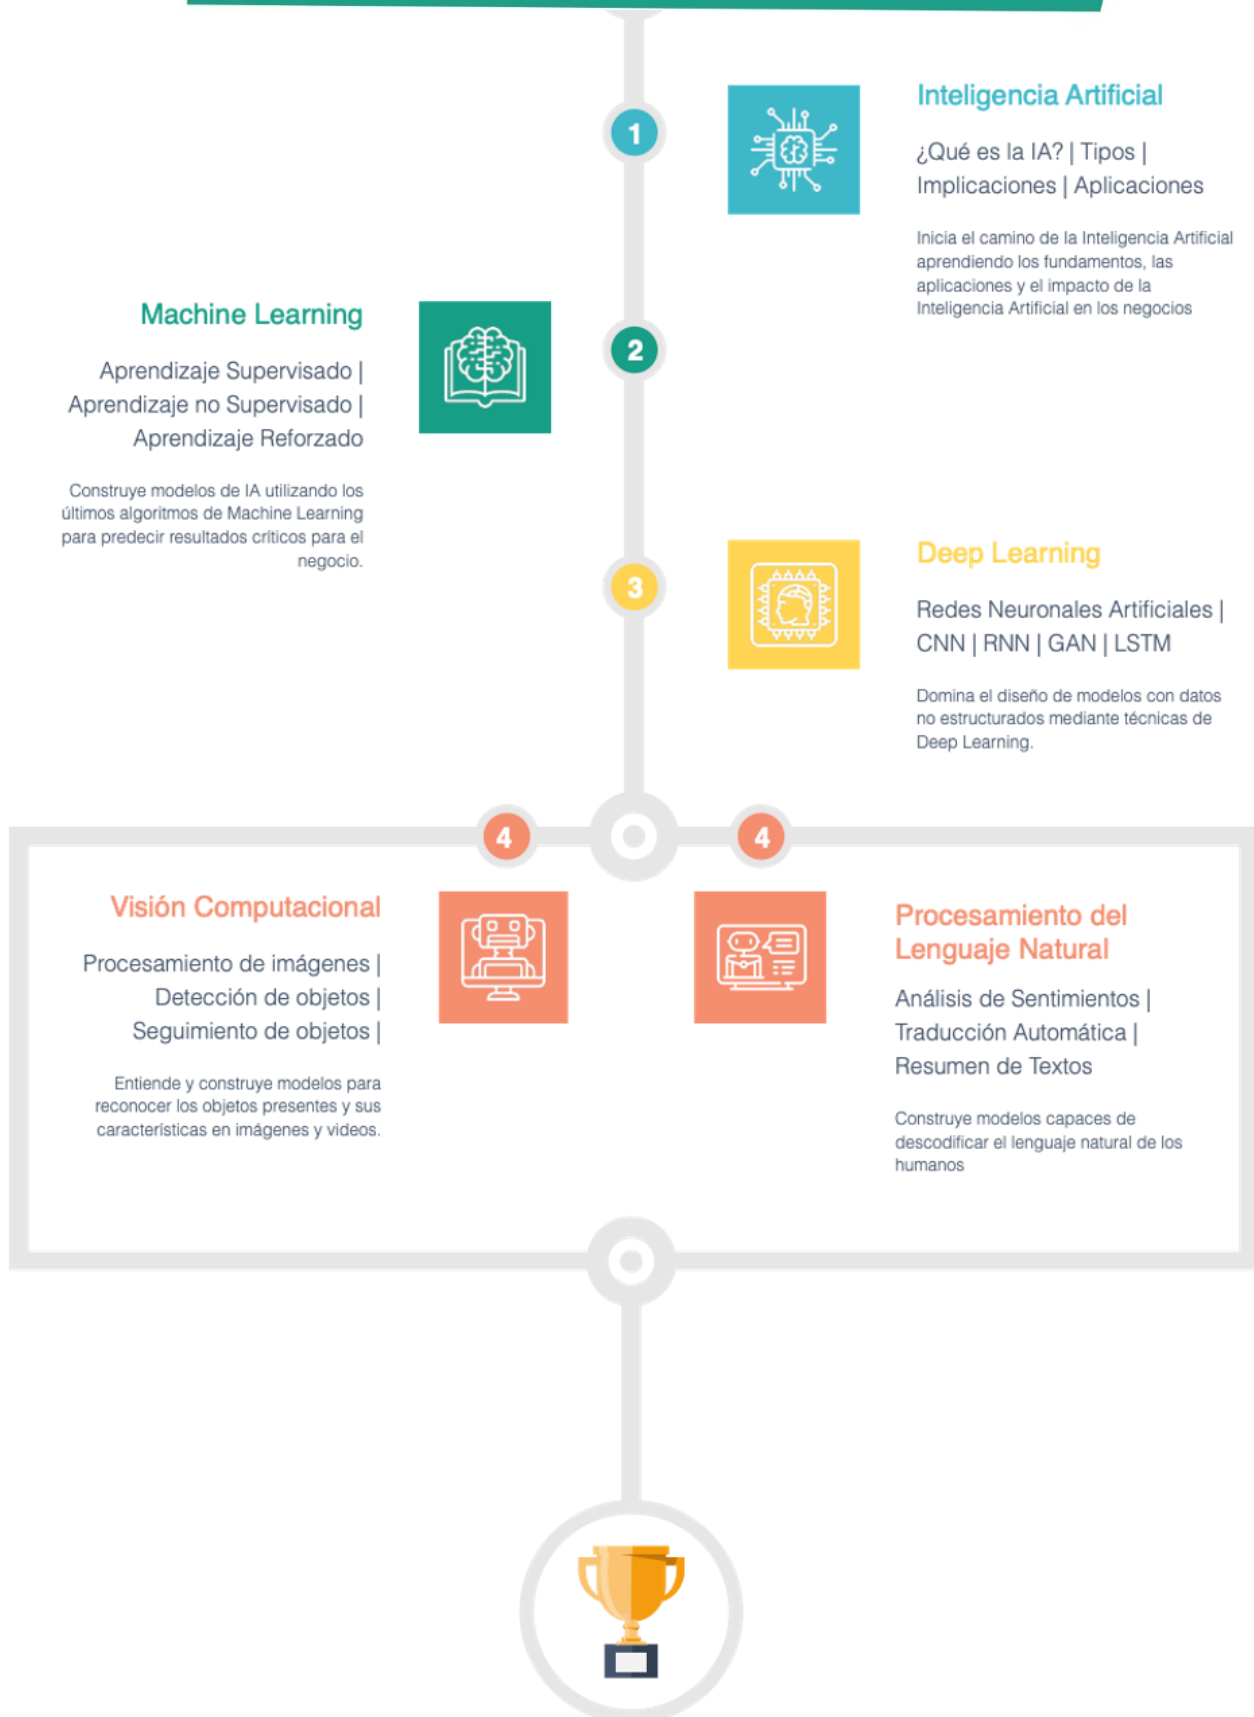 1
Inteligencia Artificial
¿Qué es la IA? | Tipos |
Implicaciones | Aplicaciones
Inicia el camino de la Inteligencia Artificial
aprendiendo los fundamentos, las
aplicaciones y el impacto de la
Inteligencia Artificial en los negocios
2
Machine Learning
Aprendizaje Supervisado |
Aprendizaje no Supervisado |
Aprendizaje Reforzado
Construye modelos de IA utilizando los
últimos algoritmos de Machine Learning
para predecir resultados críticos para el
negocio.
3
Deep Learning
Redes Neuronales Artificiales |
CNN | RNN | GAN | LSTM
Domina el diseño de modelos con datos
no estructurados mediante técnicas de
Deep Learning.
4
Visión Computacional
Procesamiento de imágenes |
Detección de objetos |
Seguimiento de objetos |
Entiende y construye modelos para
reconocer los objetos presentes y sus
características en imágenes y videos.
4
Procesamiento del
Lenguaje Natural
Análisis de Sentimientos |
Traducción Automática |
Resumen de Textos
Construye modelos capaces de
descodificar el lenguaje natural de los
humanos